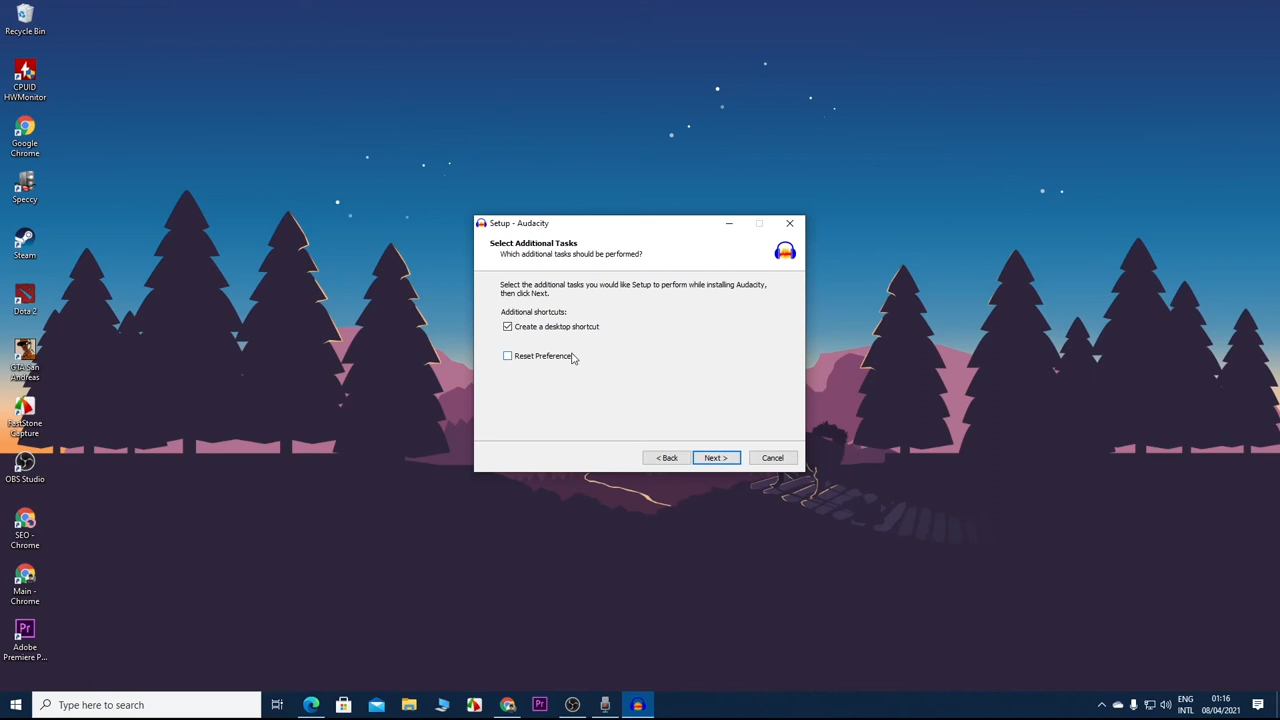 Recycle Bin
CPUID
HWMonitor
Google
Chrome
Speccy
Steam
Dota 2
GTA San
Andreas
FastStone
Capture
OBS Studio
SEO -
Chrome
Main -
Chrome
Adobe
Premiere P...
Setup - Audacity
Select Additional Tasks
Which additional tasks should be performed?
Select the additional tasks you would like Setup to perform while installing Audacity,
then click Next.
Additional shortcuts:
Create a desktop shortcut
Reset Preferences
< Back
Next >
Cancel
Type here to search
Pr
ENG
INTL
01:16
08/04/2021